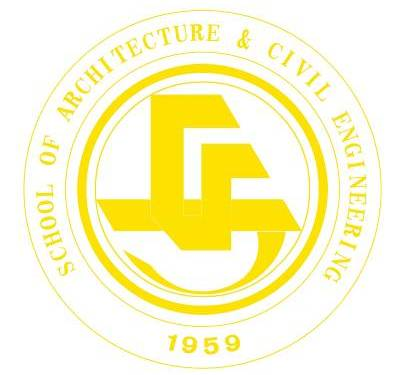 SCHOOL OF ARCHITECTURE & CIVIL ENGINEERING
1959